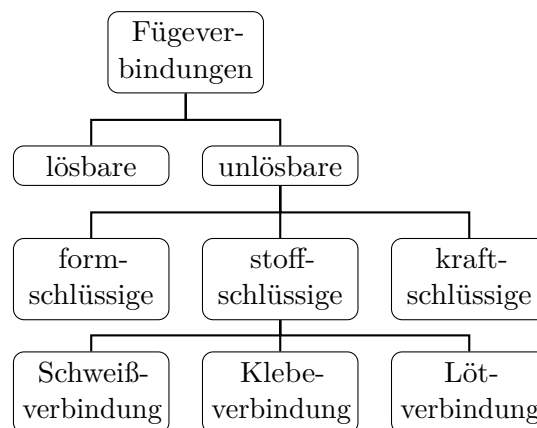 Fügever-
bindungen
lösbare
unlösbare
form-
schlüssige
stoff-
schlüssige
kraft-
schlüssige
Schweiß-
verbindung
Klebe-
verbindung
Löt-
verbindung